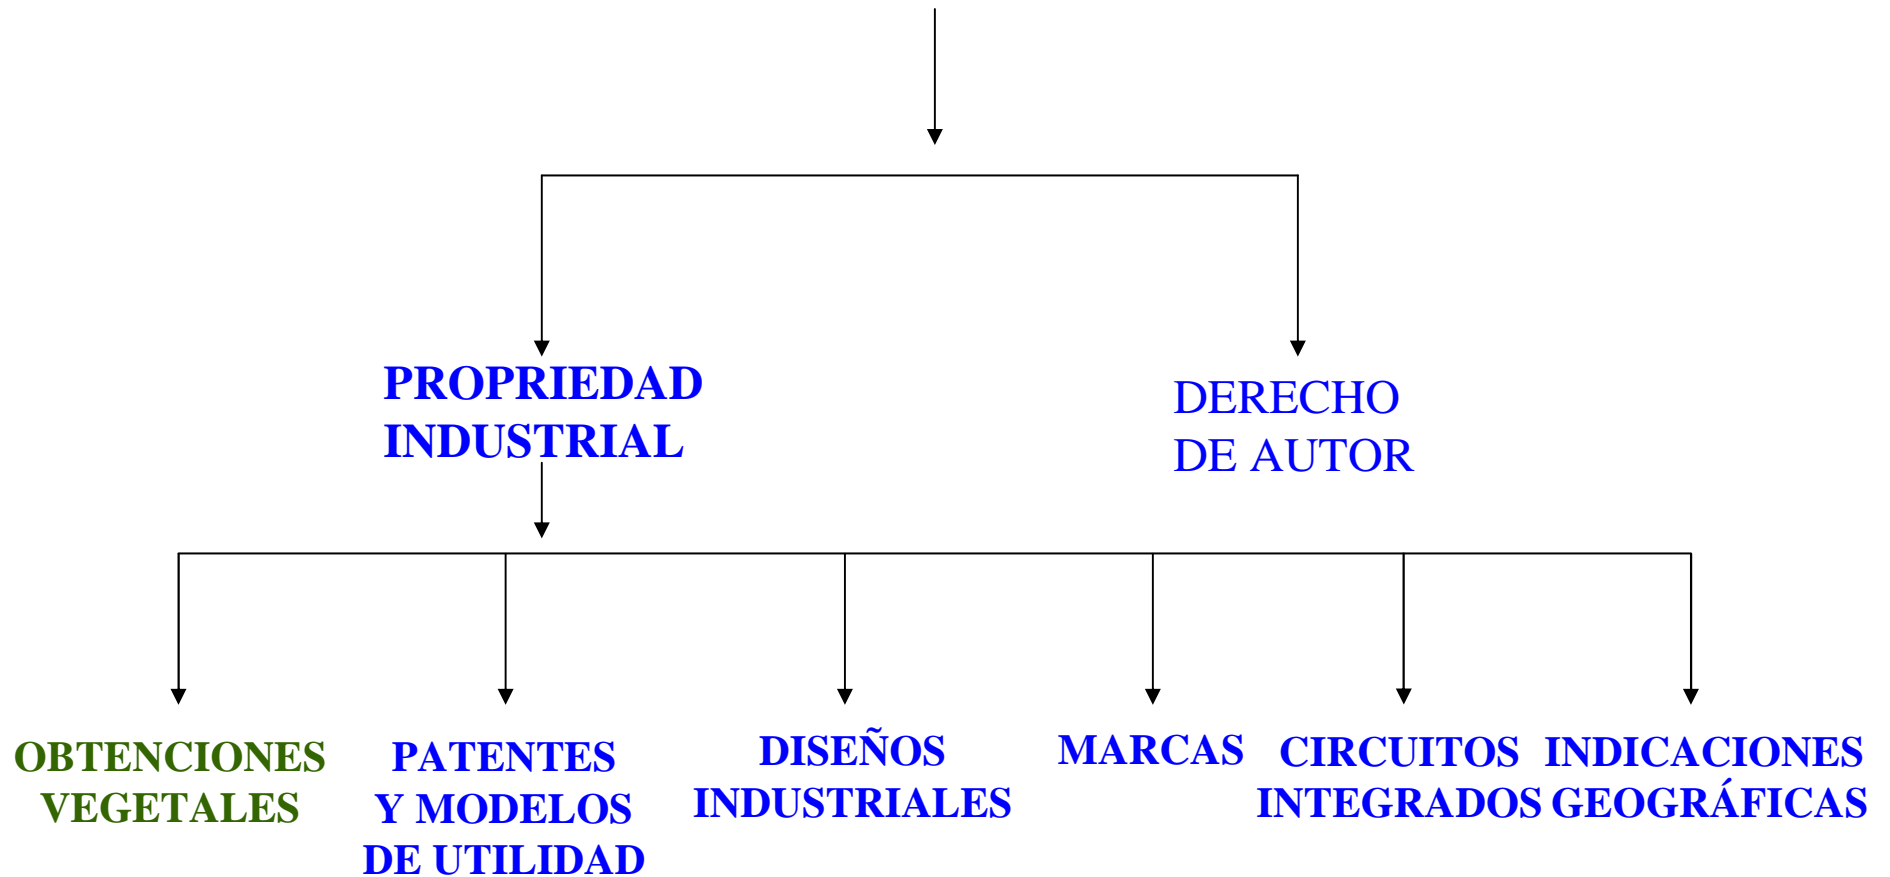 PROPRIEDAD
INDUSTRIAL
DERECHO
DE AUTOR
OBTENCIONES
VEGETALES
PATENTES
Y MODELOS
DE UTILIDAD
DISEÑOS
INDUSTRIALES
MARCAS
CIRCUITOS
INTEGRADOS
INDICACIONES
GEOGRÁFICAS